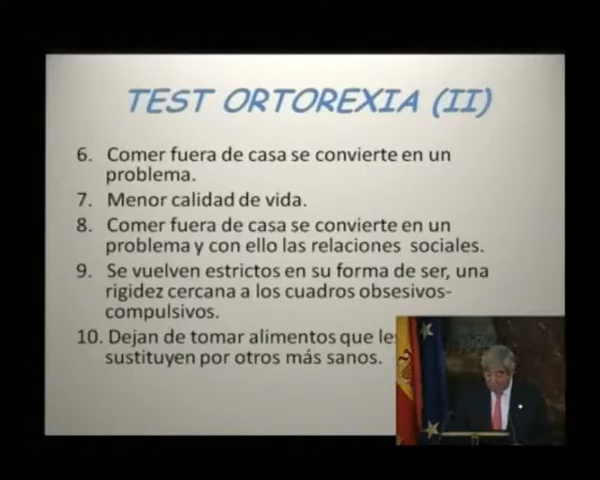 TEST ORTOREXIA (II)
6. Comer fuera de casa se convierte en un
problema.
7. Menor calidad de vida.
8. Comer fuera de casa se convierte en un
problema y con ello las relaciones sociales.
9. Se vuelven estrictos en su forma de ser, una
rigidez cercana a los cuadros obsesivos-
compulsivos.
10. Dejan de tomar alimentos que
sustituyen por otros más sanos.